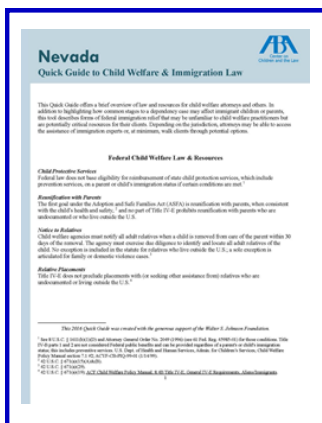 Nevada
Quick Guide to Child Welfare & Immigration Law
ABA
Center on
Children and the Law
This Quick Guide offers a brief overview of law and resources for child welfare attorneys and others. In
addition to highlighting how common stages to a dependency case may affect immigrant children or parents,
this tool describes forms of federal immigration relief that may be unfamiliar to child welfare practitioners but
are potentially critical resources for their clients. Depending on the jurisdiction, attorneys may be able to access
the assistance of immigration experts or, at minimum, walk clients through potential options.
Federal Child Welfare Law & Resources
Child Protective Services
Federal law does not base eligibility for reimbursement of state child protection services, which include
prevention services, on a parent or child's immigration status if certain conditions are met.¹
Reunification with Parents
The first goal under the Adoption and Safe Families Act (ASFA) is reunification with parents, when
consistent with the child's health and safety, ² and no part of Title IV-E prohibits reunification with parents who are
undocumented or who live outside the U.S.
Notice to Relatives
Child welfare agencies must notify all adult relatives when a child is removed from care of the parent within 30
days of the removal. The agency must exercise due diligence to identify and locate all adult relatives of the
child. No exception is included in the statute for relatives who live outside the U.S.; a sole exception is
articulated for family or domestic violence cases. ³
Relative Placements
Title IV-E does not preclude placements with (or seeking other assistance from) relatives who are
undocumented or living outside the U.S.⁴
This 2016 Quick Guide was created with the generous support of the Walter S. Johnson Foundation.